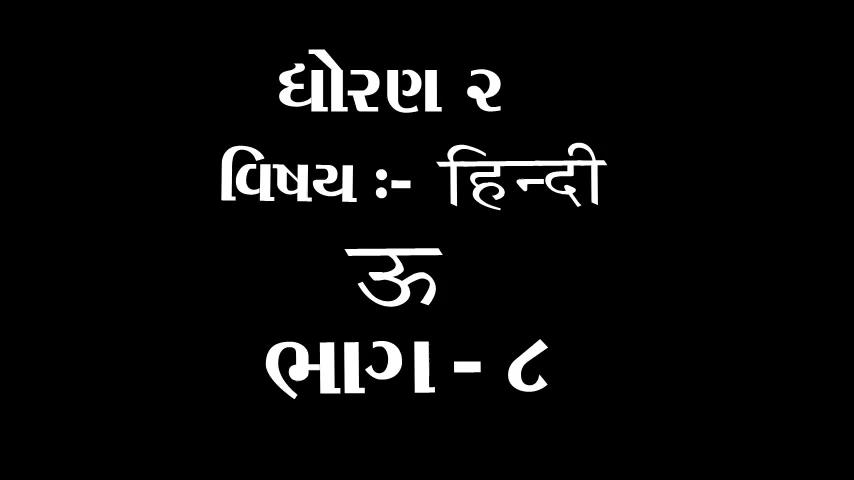 ધોરણ ૨
વિષય :- हिन्दी
ऊ
ભાગ - ૮